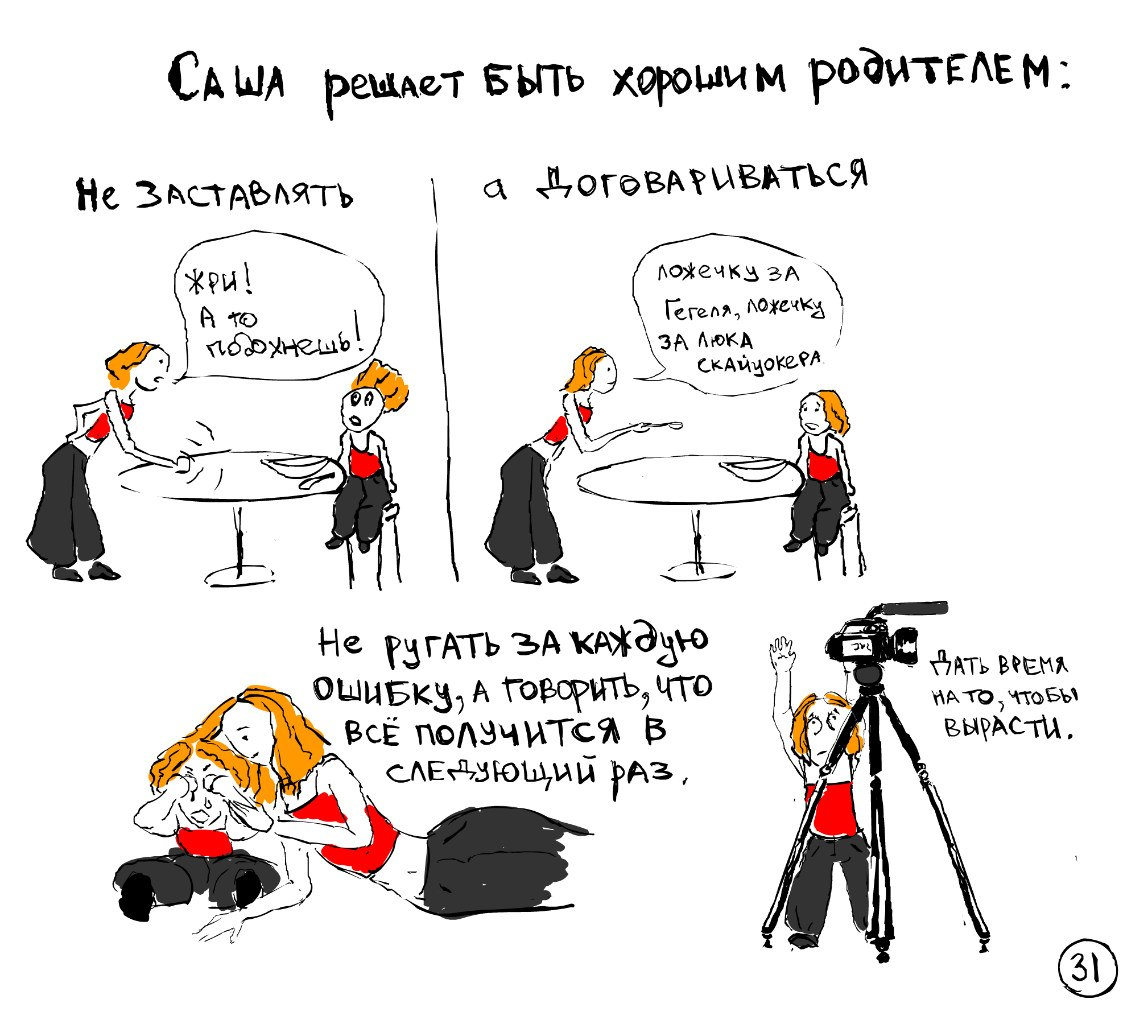 Саша решает быть хорошим родителем:
Не заставлять
жри!
А то
подохнешь!
а договариваться
ложечку за
Гегеля, ложечку
за Люка
Скайуокера
Не ругать за каждую
ошибку, а говорить, что
всё получится в
следующий раз.
Дать время
на то, чтобы
вырасти.
31